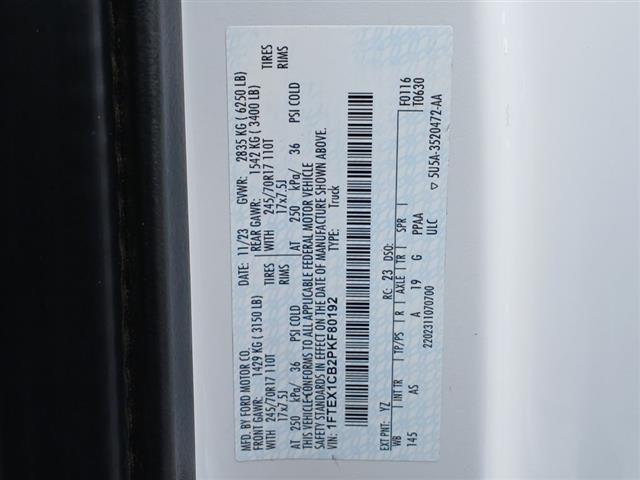 MFD. BY FORD MOTOR CO. DATE: 11/23 GVWR: 2835 KG ( 6250 LB)
FRONT GAWR: 1429 KG ( 3150 LB) REAR GAWR: 1542 KG ( 3400 LB)
WITH 245/70R17 110T TIRES WITH 245/70R17 110T TIRES
17x7.5J RIMS 17x7.5J RIMS
AT 250 kPa/ 36 PSI COLD AT 250 kPa/ 36 PSI COLD
THIS VEHICLE CONFORMS TO ALL APPLICABLE FEDERAL MOTOR VEHICLE
SAFETY STANDARDS IN EFFECT ON THE DATE OF MANUFACTURE SHOWN ABOVE.
VIN: 1FTEX1CB2PKF80192 TYPE: Truck
F0116
T0630
EXT PNT: YZ RC: 23 DSO:
WB INT TR TP/PS R AXLE TR SPR
145 AS A 19 G PPAA
2202311070700 ULC
▽ 5U5A-3520472-AA